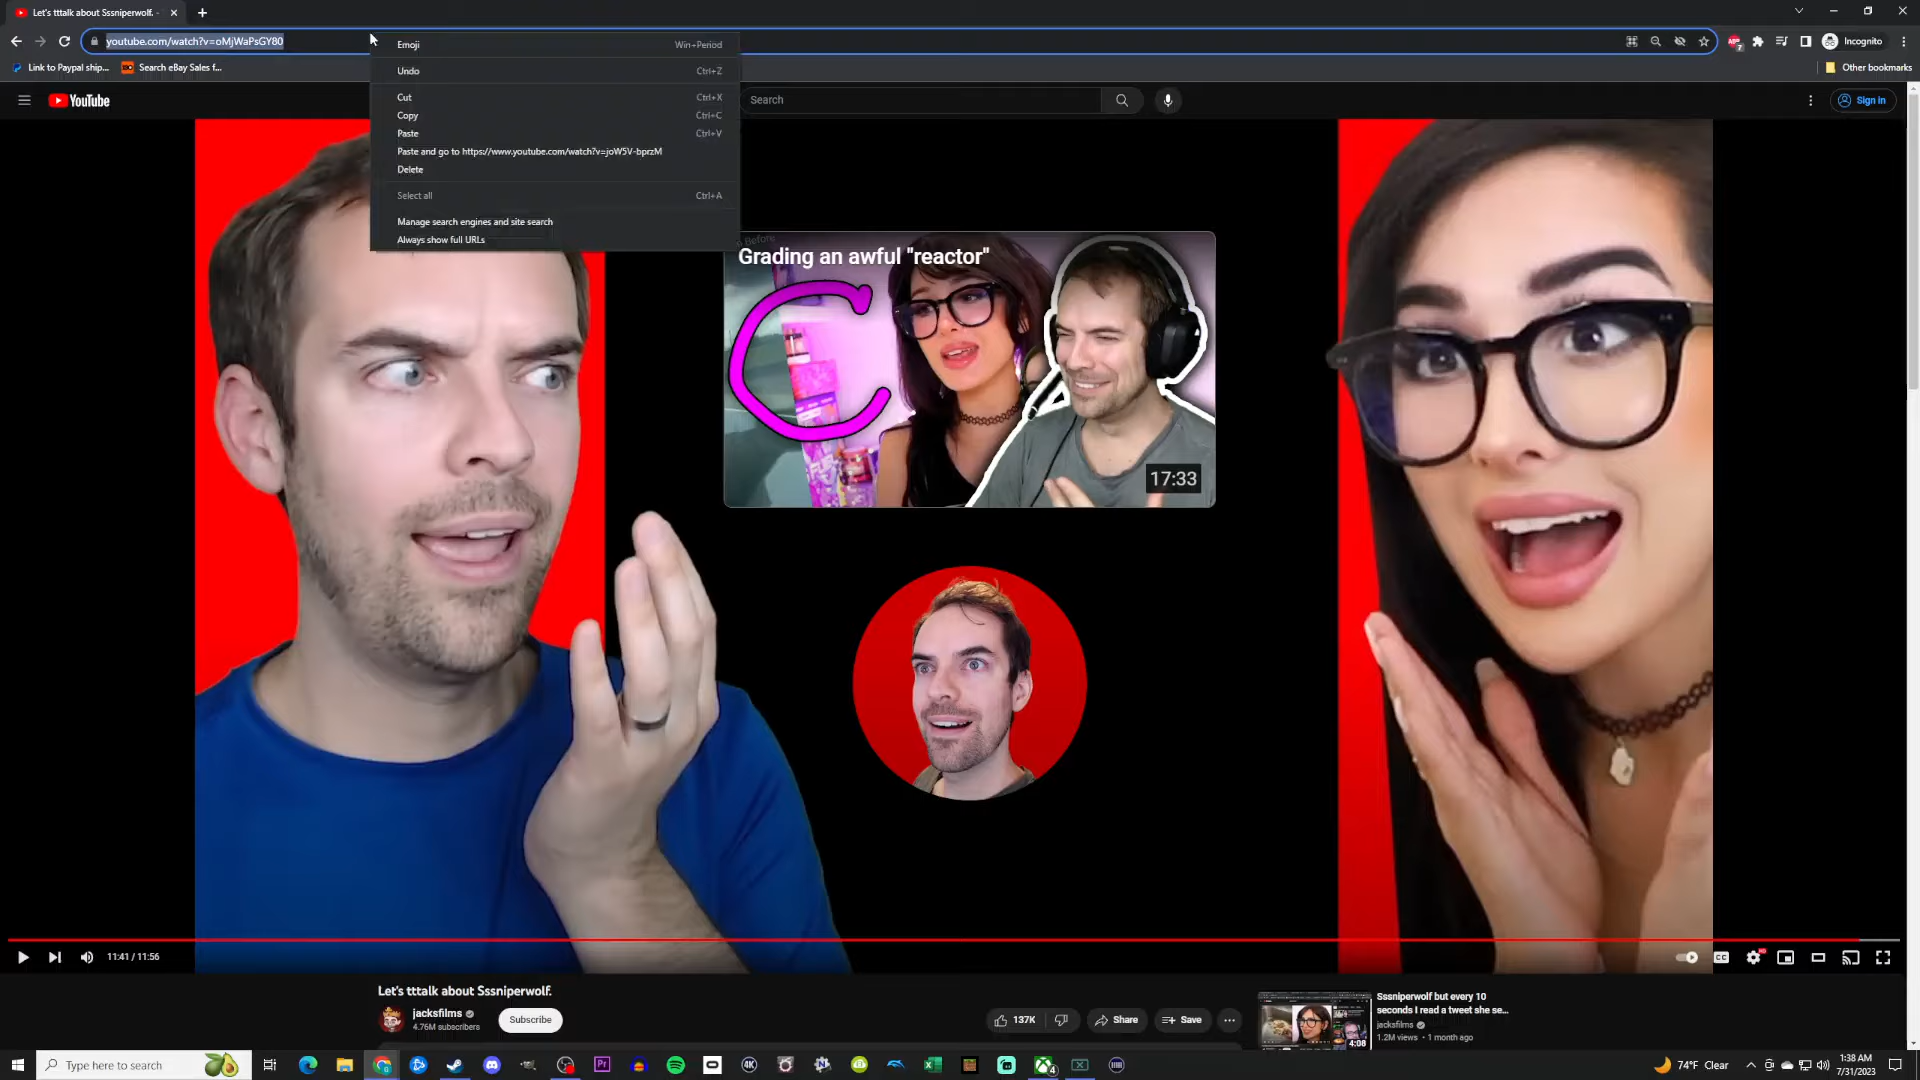 Let's tttalk about Sssniperwolf. -
youtube.com/watch?v=oMjWaPsGY80
Incognito
Link to Paypal ship...
Search eBay Sales f...
Other bookmarks
Emoji Win+Period
Undo Ctrl+Z
Cut Ctrl+X
Copy Ctrl+C
Paste Ctrl+V
Paste and go to https://www.youtube.com/watch?v=joW5V-bprzM
Delete
Select all Ctrl+A
Manage search engines and site search
Always show full URLs
YouTube
Search
Sign in
Grading an awful "reactor"
17:33
11:41 / 11:56
CC
HD
Let's tttalk about Sssniperwolf.
jacksfilms
4.76M subscribers
Subscribe
137K
Share
Save
Sssniperwolf but every 10
seconds I read a tweet she se...
jacksfilms
1.2M views • 1 month ago
4:08
Type here to search
Pr
4K
74°F Clear
1:38 AM
7/31/2023